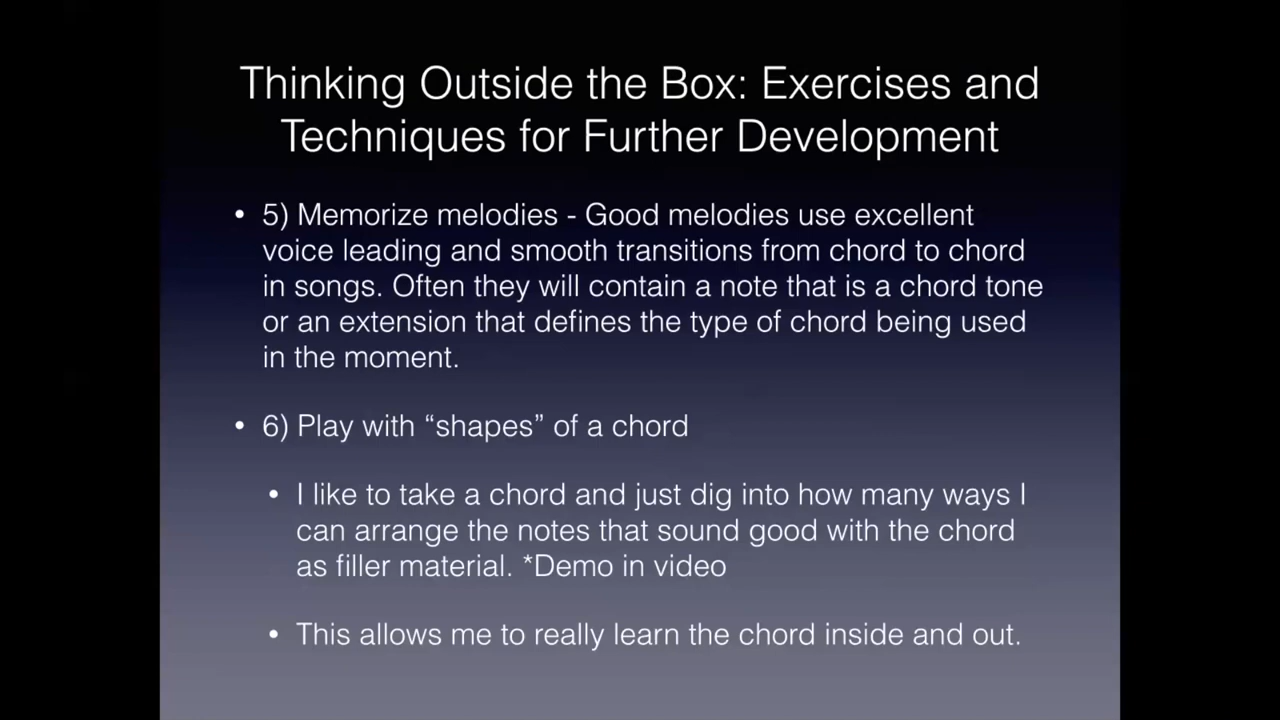 Thinking Outside the Box: Exercises and
Techniques for Further Development
• 5) Memorize melodies - Good melodies use excellent
voice leading and smooth transitions from chord to chord
in songs. Often they will contain a note that is a chord tone
or an extension that defines the type of chord being used
in the moment.
• 6) Play with “shapes” of a chord
• I like to take a chord and just dig into how many ways I
can arrange the notes that sound good with the chord
as filler material. *Demo in video
• This allows me to really learn the chord inside and out.